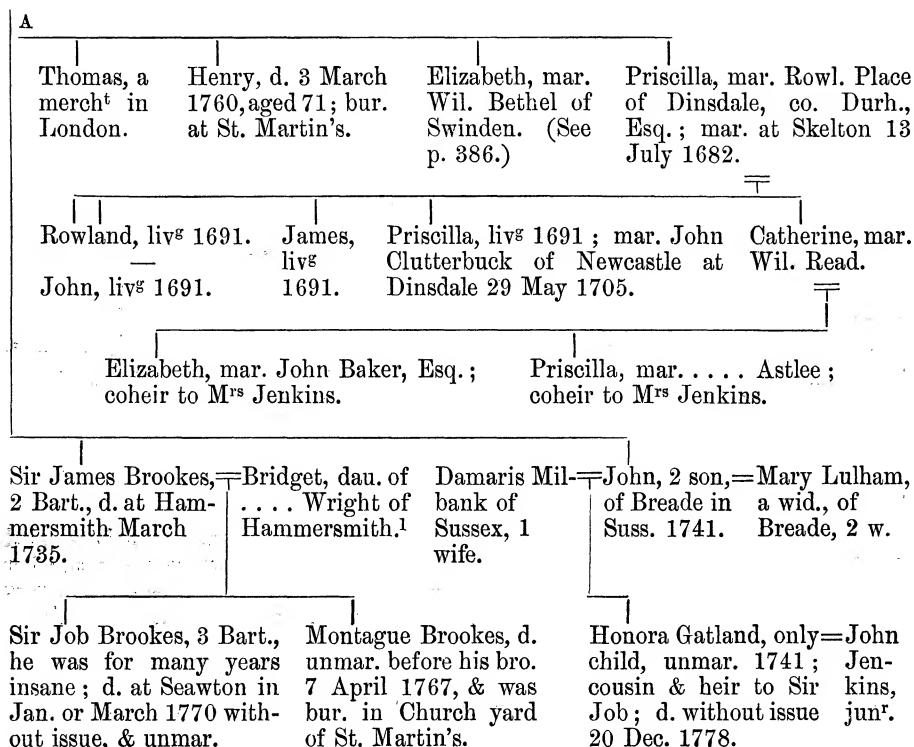 A
Thomas, a
mercht in
London.
Henry, d. 3 March
1760, aged 71; bur.
at St. Martin's.
Elizabeth, mar.
Wil. Bethel of
Swinden. (See
p. 386.)
Priscilla, mar. Rowl. Place
of Dinsdale, co. Durh.,
Esq.; mar. at Skelton 13
July 1682.
Rowland, livg 1691.
—
John, livg 1691.
James,
livg
1691.
Priscilla, livg 1691; mar. John
Clutterbuck of Newcastle at
Dinsdale 29 May 1705.
Catherine, mar.
Wil. Read.
Elizabeth, mar. John Baker, Esq.;
coheir to Mrs Jenkins.
Priscilla, mar. . . . . . Astlee;
coheir to Mrs Jenkins.
Sir James Brookes,
2 Bart., d. at Ham-
mersmith March
1735.
=Bridget, dau. of
. . . . Wright of
Hammersmith.1
Damaris Mil-
bank of
Sussex, 1
wife.
=John, 2 son,
of Breade in
Suss. 1741.
=Mary Lulham,
a wid., of
Breade, 2 w.
Sir Job Brookes, 3 Bart.,
he was for many years
insane; d. at Seawton in
Jan. or March 1770 with-
out issue, & unmar.
Montague Brookes, d.
unmar. before his bro.
7 April 1767, & was
bur. in Church yard
of St. Martin's.
Honora Gatland, only
child, unmar. 1741;
cousin & heir to Sir
Job; d. without issue
20 Dec. 1778.
=John
Jen-
kins,
junr.